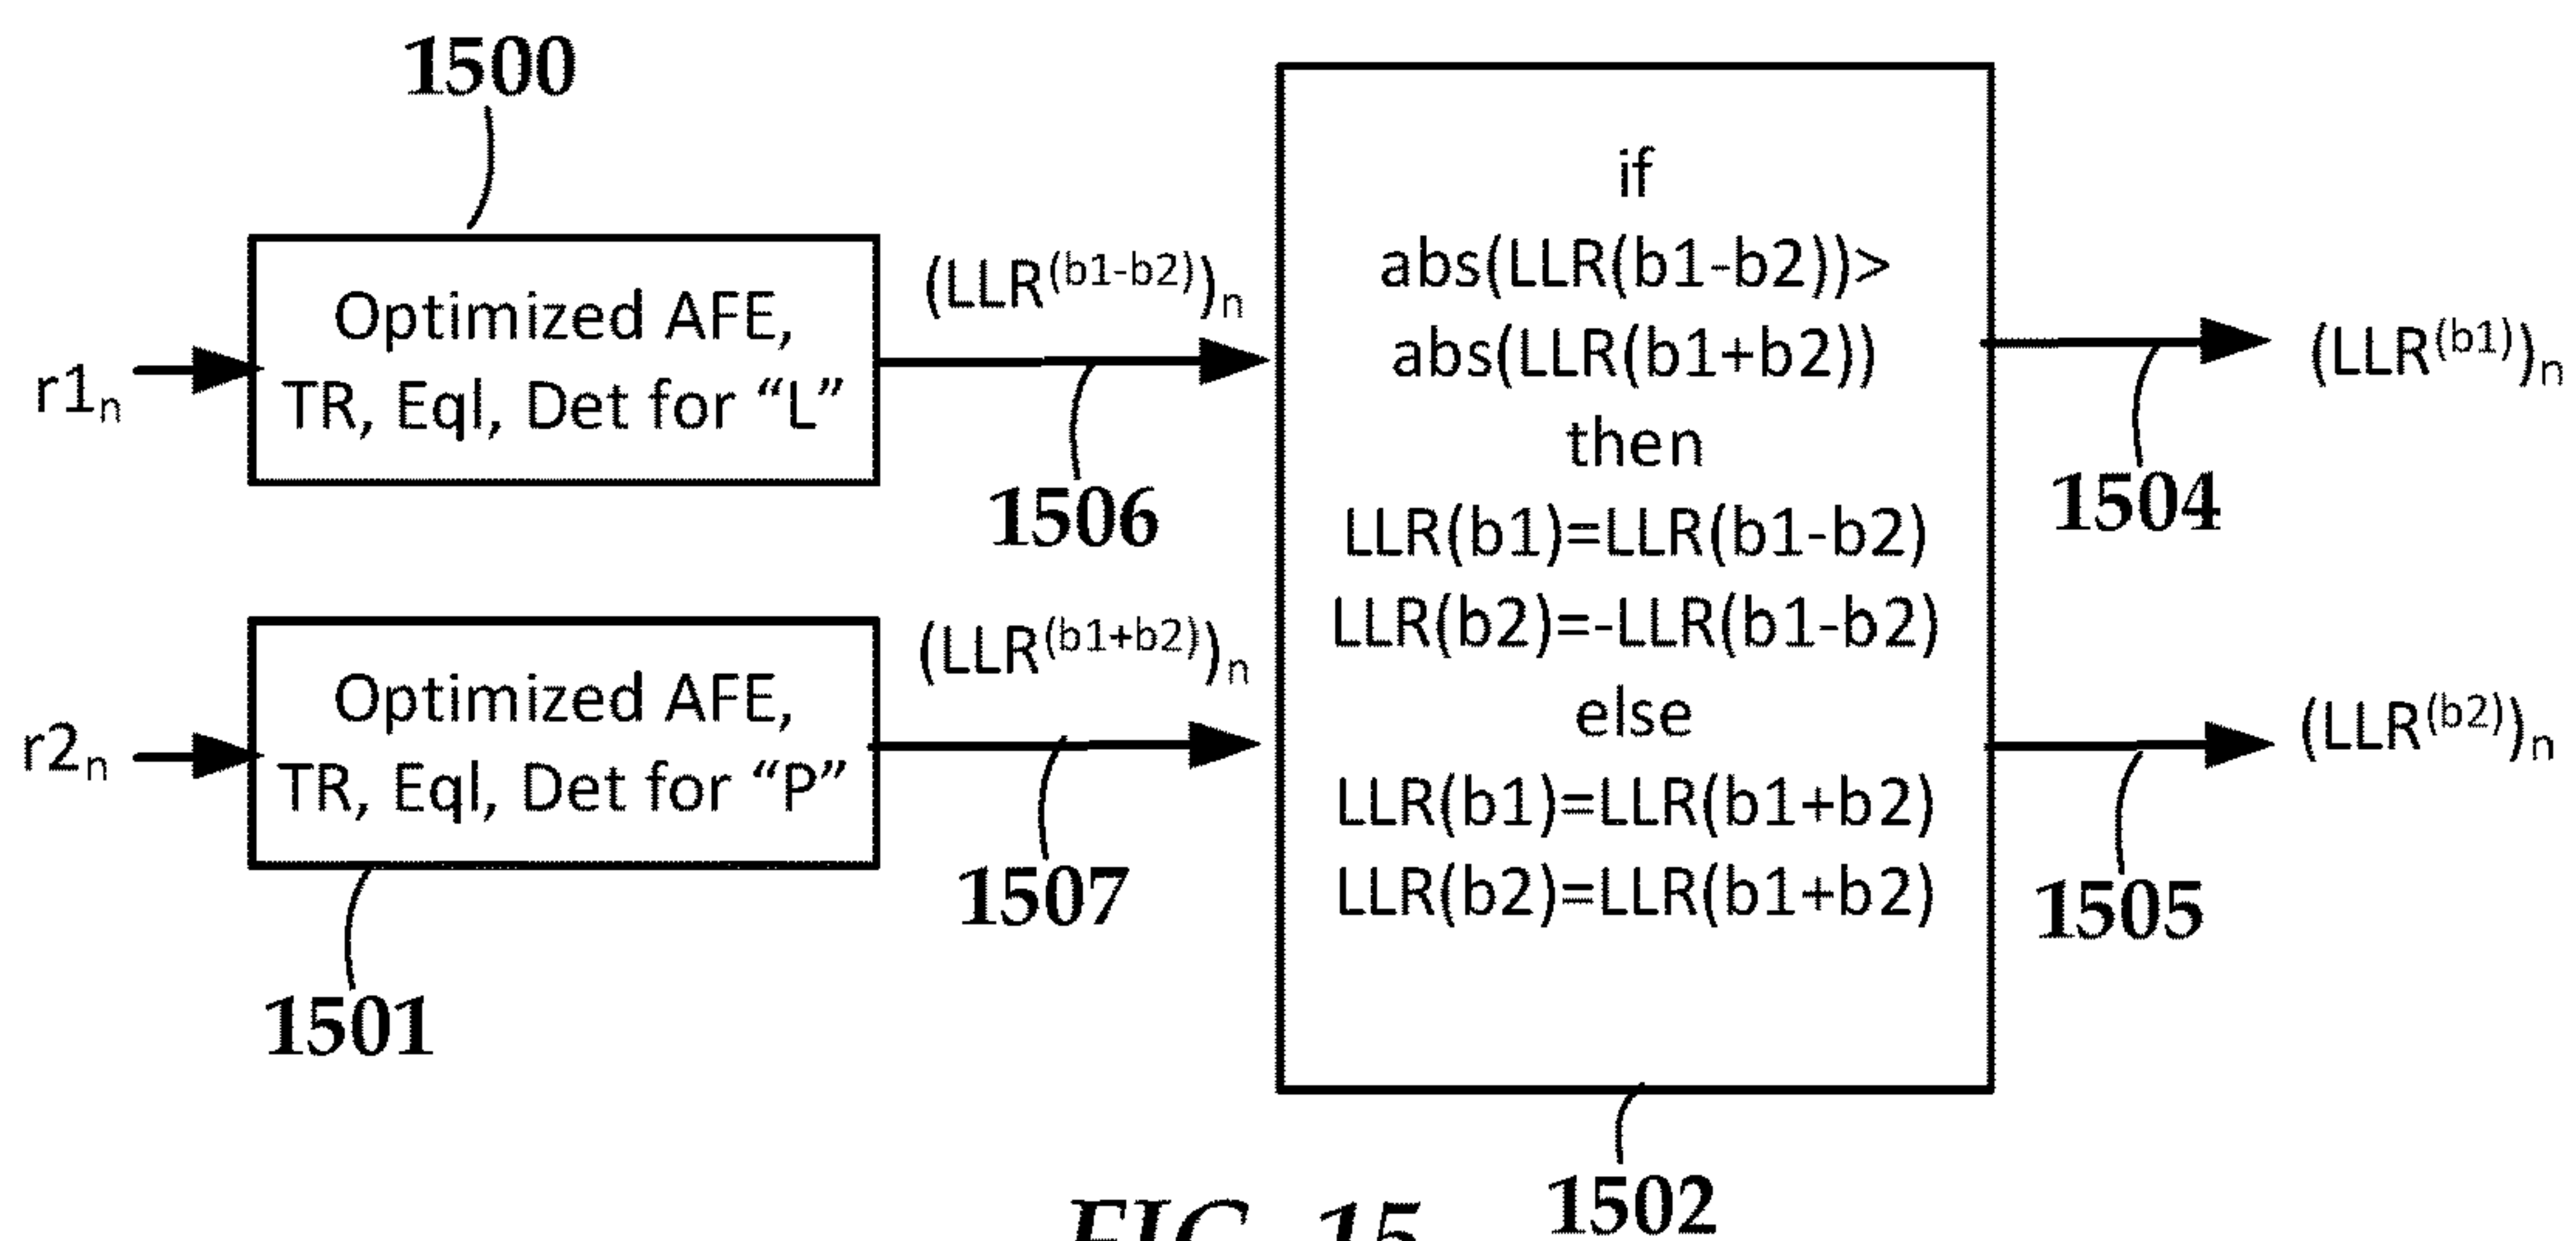 1500
r1n
Optimized AFE,
TR, Eql, Det for “L”
(LLR(b1-b2))n
1506
r2n
Optimized AFE,
TR, Eql, Det for “P”
1501
(LLR(b1+b2))n
1507
if
abs(LLR(b1-b2))>
abs(LLR(b1+b2))
then
LLR(b1)=LLR(b1-b2)
LLR(b2)=-LLR(b1-b2)
else
LLR(b1)=LLR(b1+b2)
LLR(b2)=LLR(b1+b2)
1502
(LLR(b1))n
1504
(LLR(b2))n
1505
FIG. 15